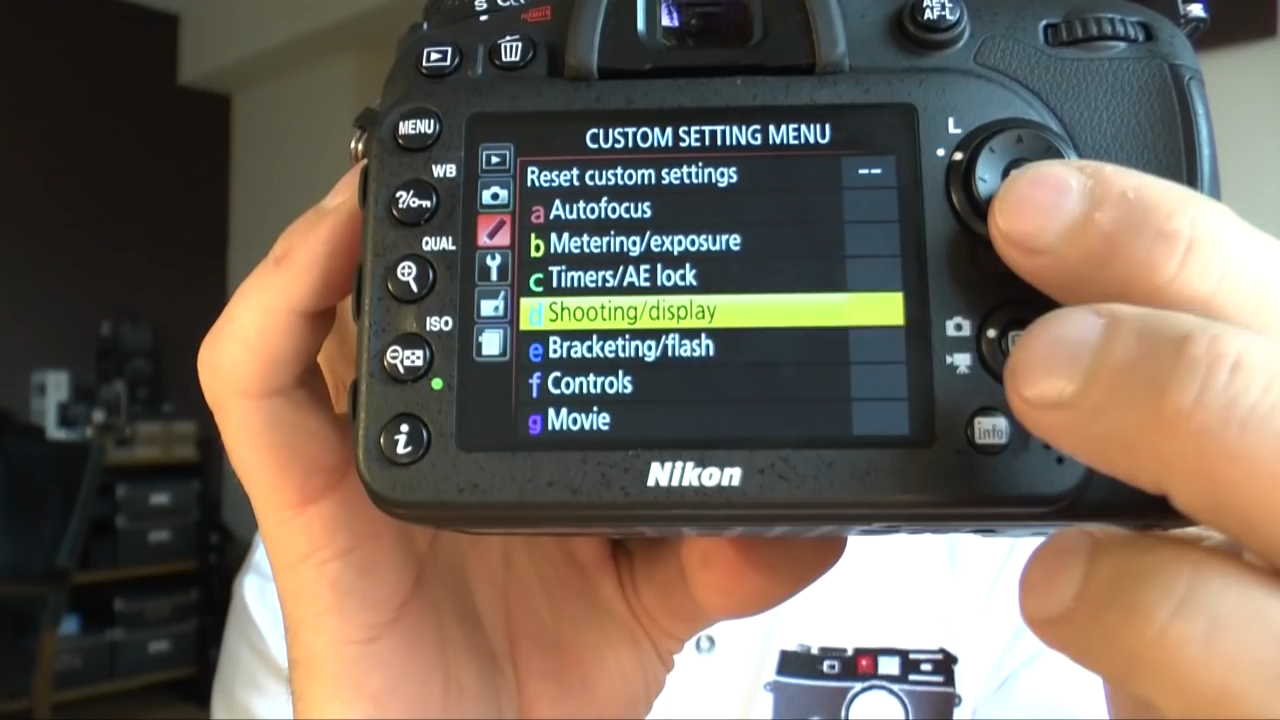 FORMAT
AE-L
AF-L
MENU
L
WB
?/
QUAL
ISO
i
info
CUSTOM SETTING MENU
Reset custom settings --
a Autofocus
b Metering/exposure
c Timers/AE lock
d Shooting/display
e Bracketing/flash
f Controls
g Movie
Nikon